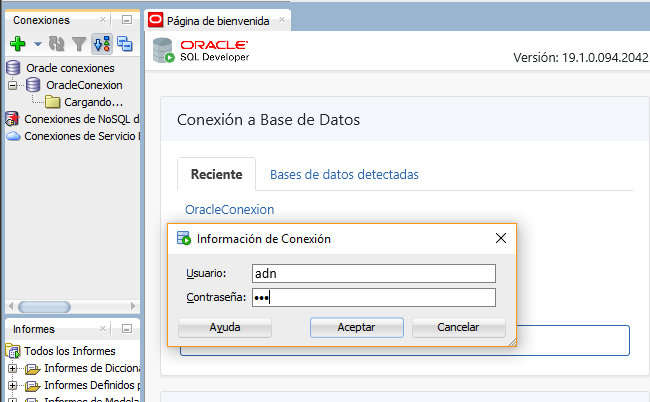 Conexiones
Página de bienvenida
Oracle conexiones
OracleConexion
Cargando...
Conexiones de NoSQL d
Conexiones de Servicio
ORACLE
SQL Developer
Versión: 19.1.0.094.2042
Conexión a Base de Datos
Reciente
Bases de datos detectadas
OracleConexion
Información de Conexión
Usuario:
adn
Contraseña:
•••
Ayuda
Aceptar
Cancelar
Informes
Todos los Informes
Informes de Dicciona
Informes Definidos p
Informes de Modela